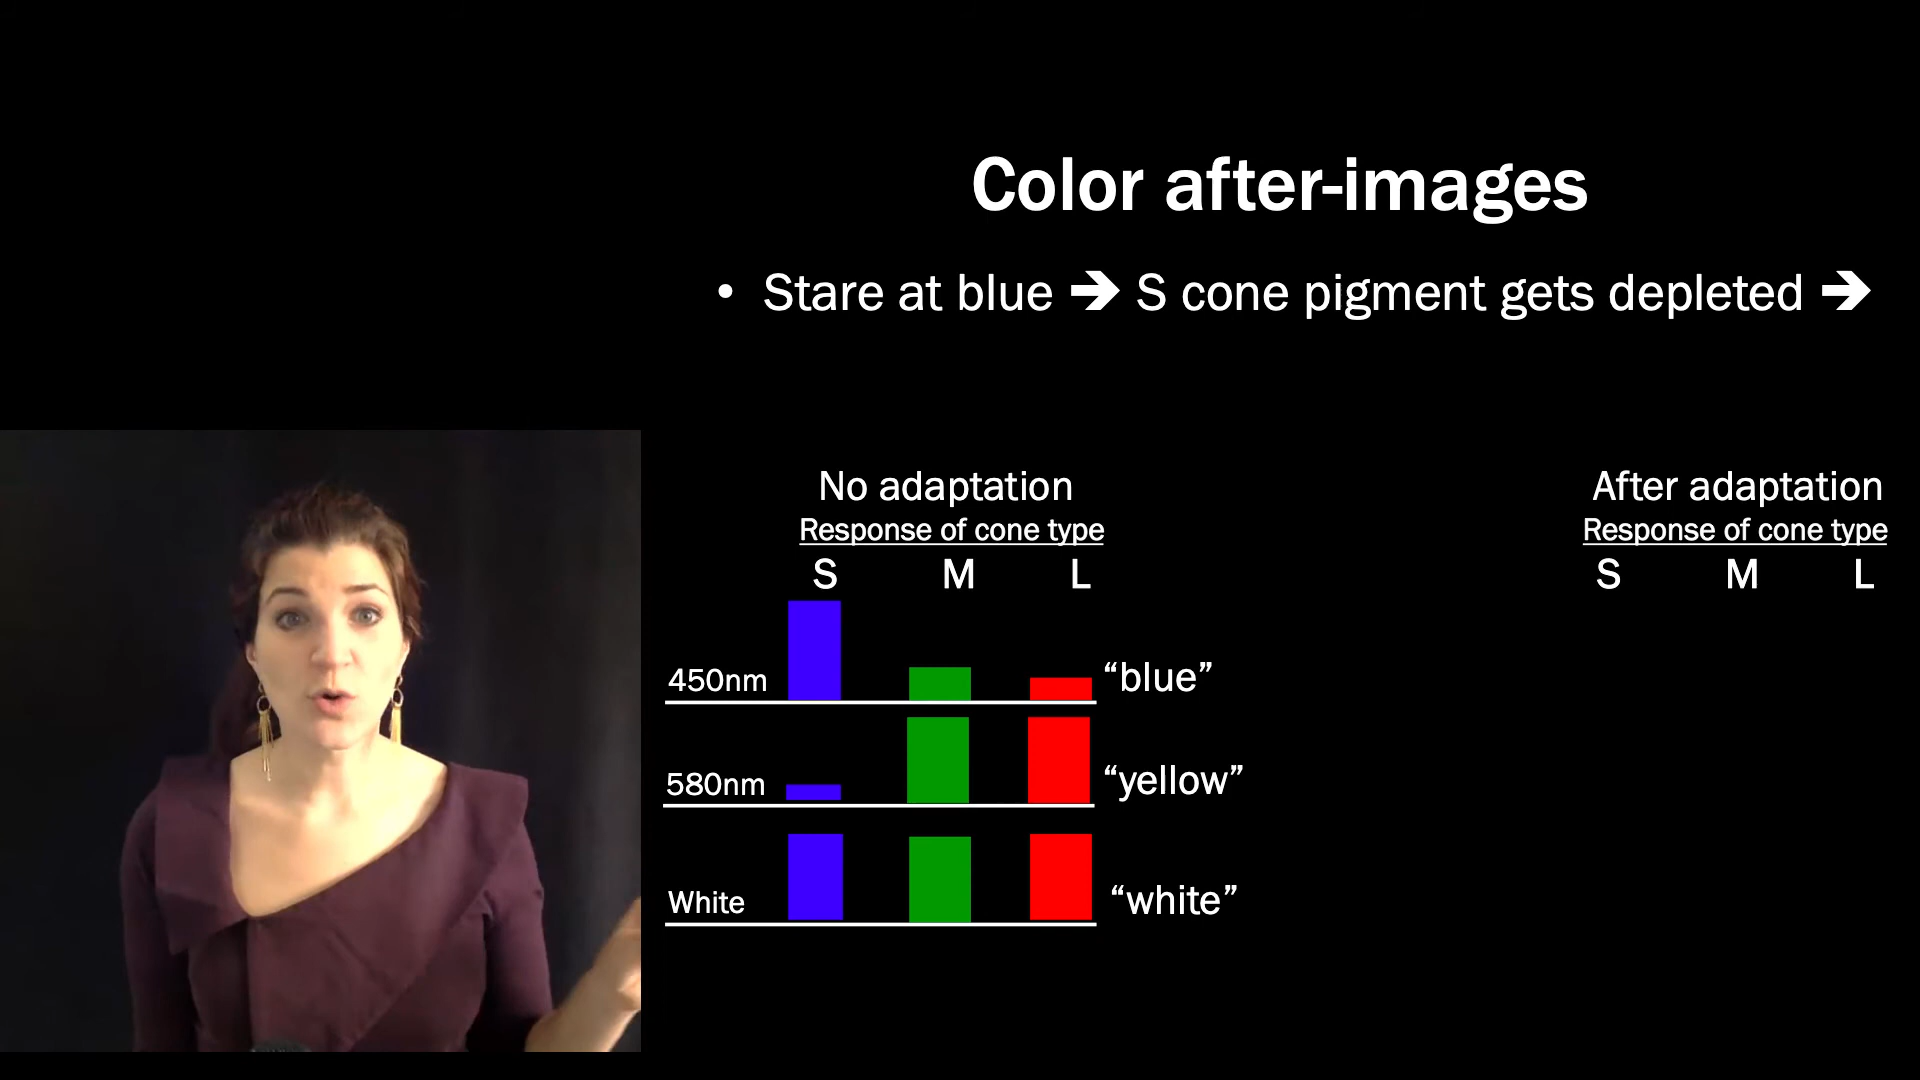 Color after-images
• Stare at blue 🡺 S cone pigment gets depleted 🡺
No adaptation
Response of cone type
S M L
450nm "blue"
580nm "yellow"
White "white"
After adaptation
Response of cone type
S M L